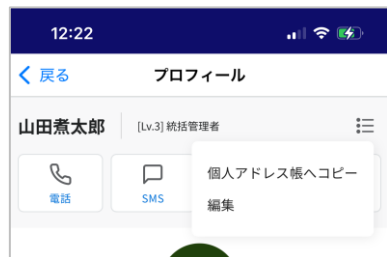 12:22
戻る
プロフィール
山田煮太郎
[Lv.3] 統括管理者
電話
SMS
個人アドレス帳へコピー
編集